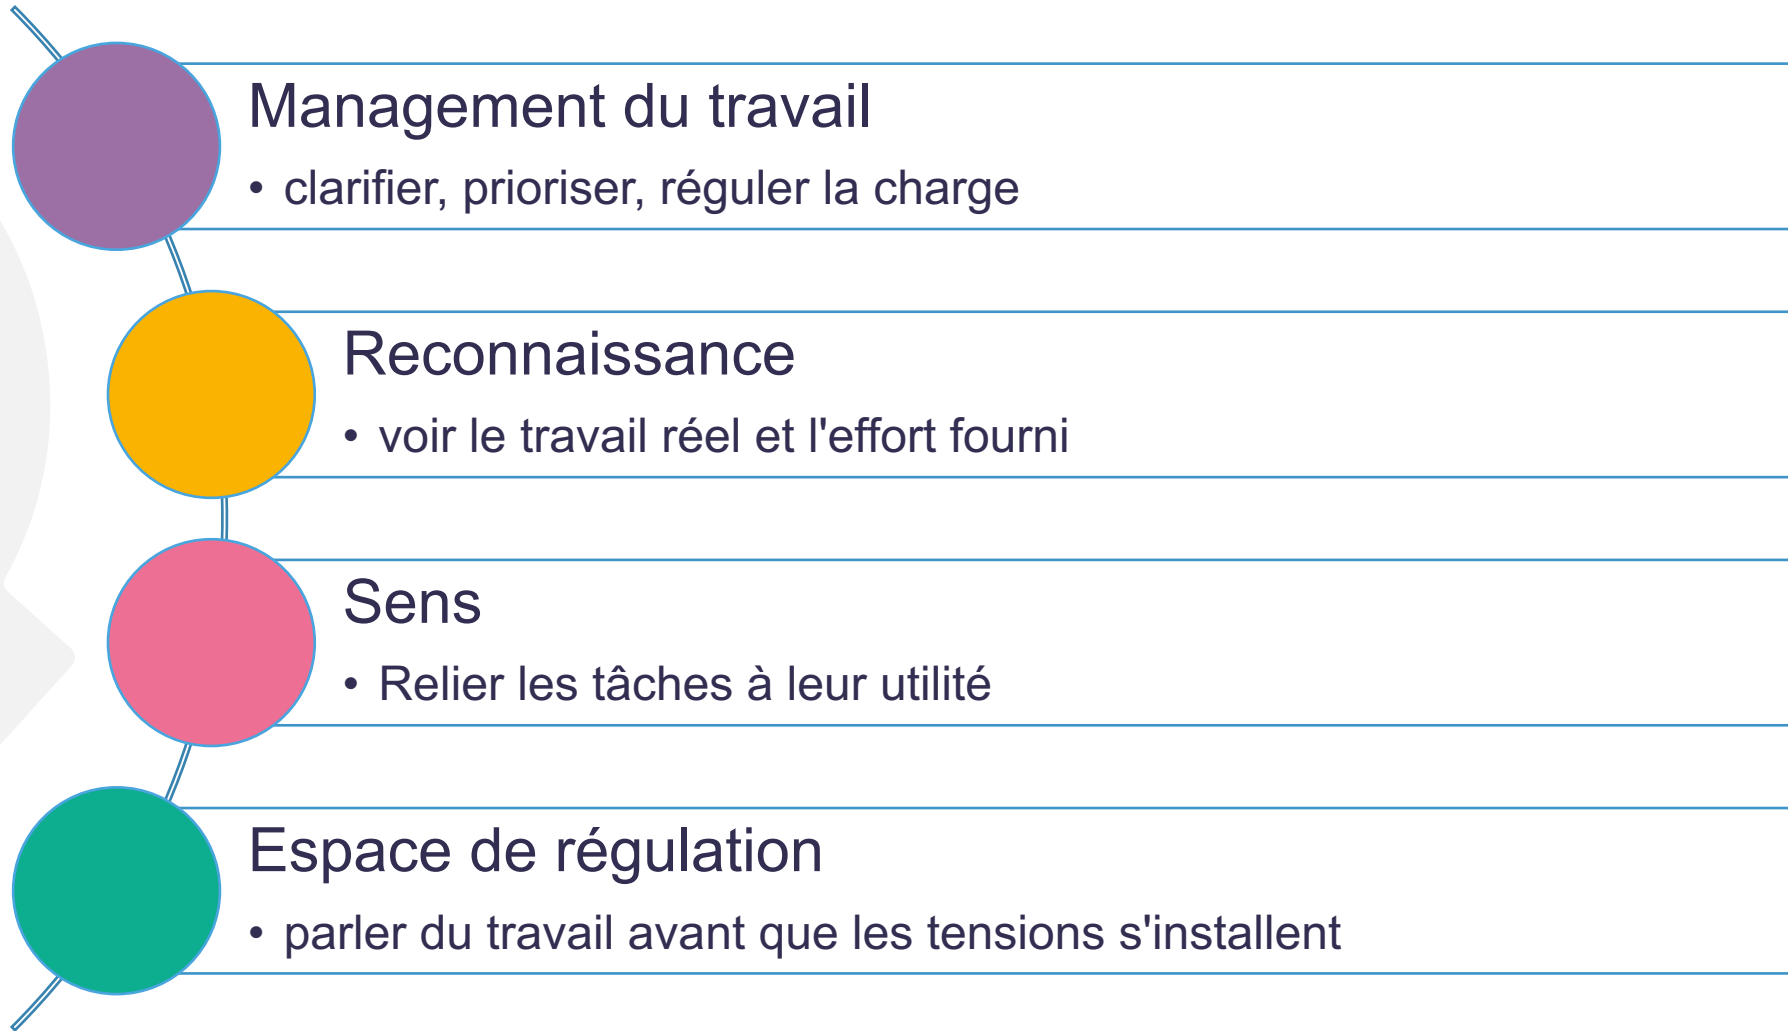 Management du travail
• clarifier, prioriser, réguler la charge
Reconnaissance
• voir le travail réel et l'effort fourni
Sens
• Relier les tâches à leur utilité
Espace de régulation
• parler du travail avant que les tensions s'installent